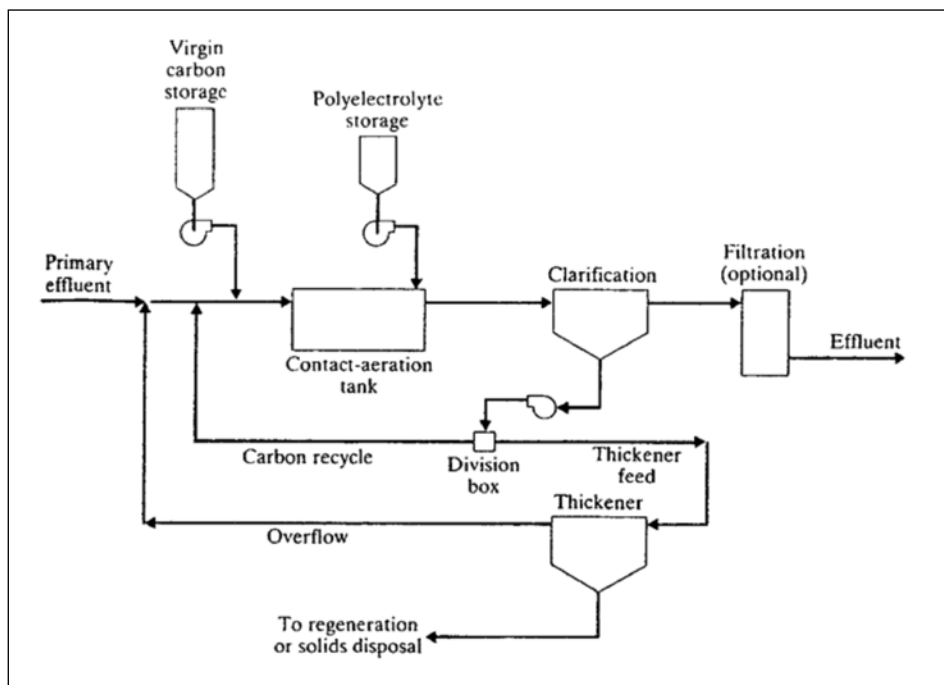 Virgin
carbon
storage
Polyelectrolyte
storage
Primary
effluent
Contact-aeration
tank
Clarification
Filtration
(optional)
Effluent
Carbon recycle
Division
box
Thickener
feed
Thickener
Overflow
To regeneration
or solids disposal